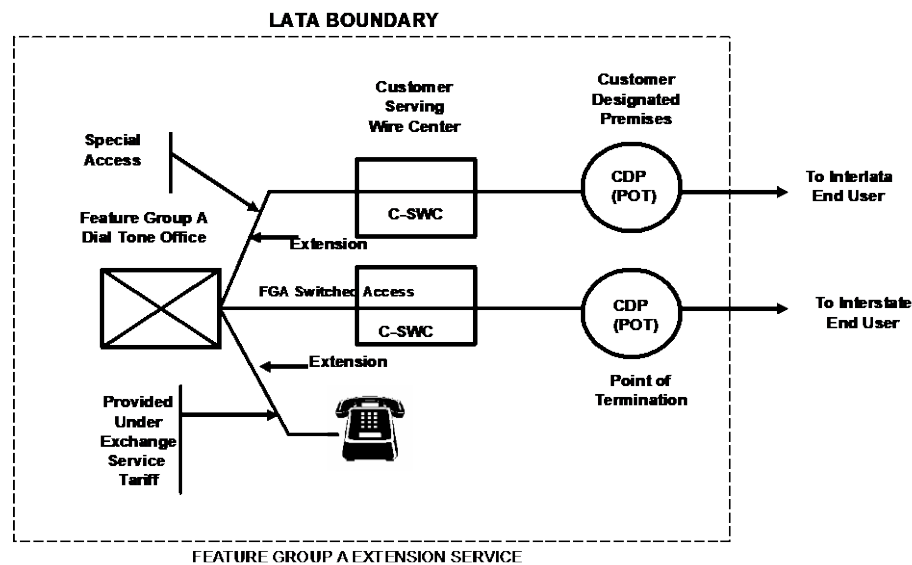 LATA BOUNDARY
Customer
Serving
Wire Center
Customer
Designated
Premises
Special
Access
CDP
(POT)
To Interlata
End User
C-SWC
Feature Group A
Dial Tone Office
Extension
FGA Switched Access
CDP
(POT)
To Interstate
End User
C-SWC
Extension
Point of
Termination
Provided
Under
Exchange
Service
Tariff
FEATURE GROUP A EXTENSION SERVICE